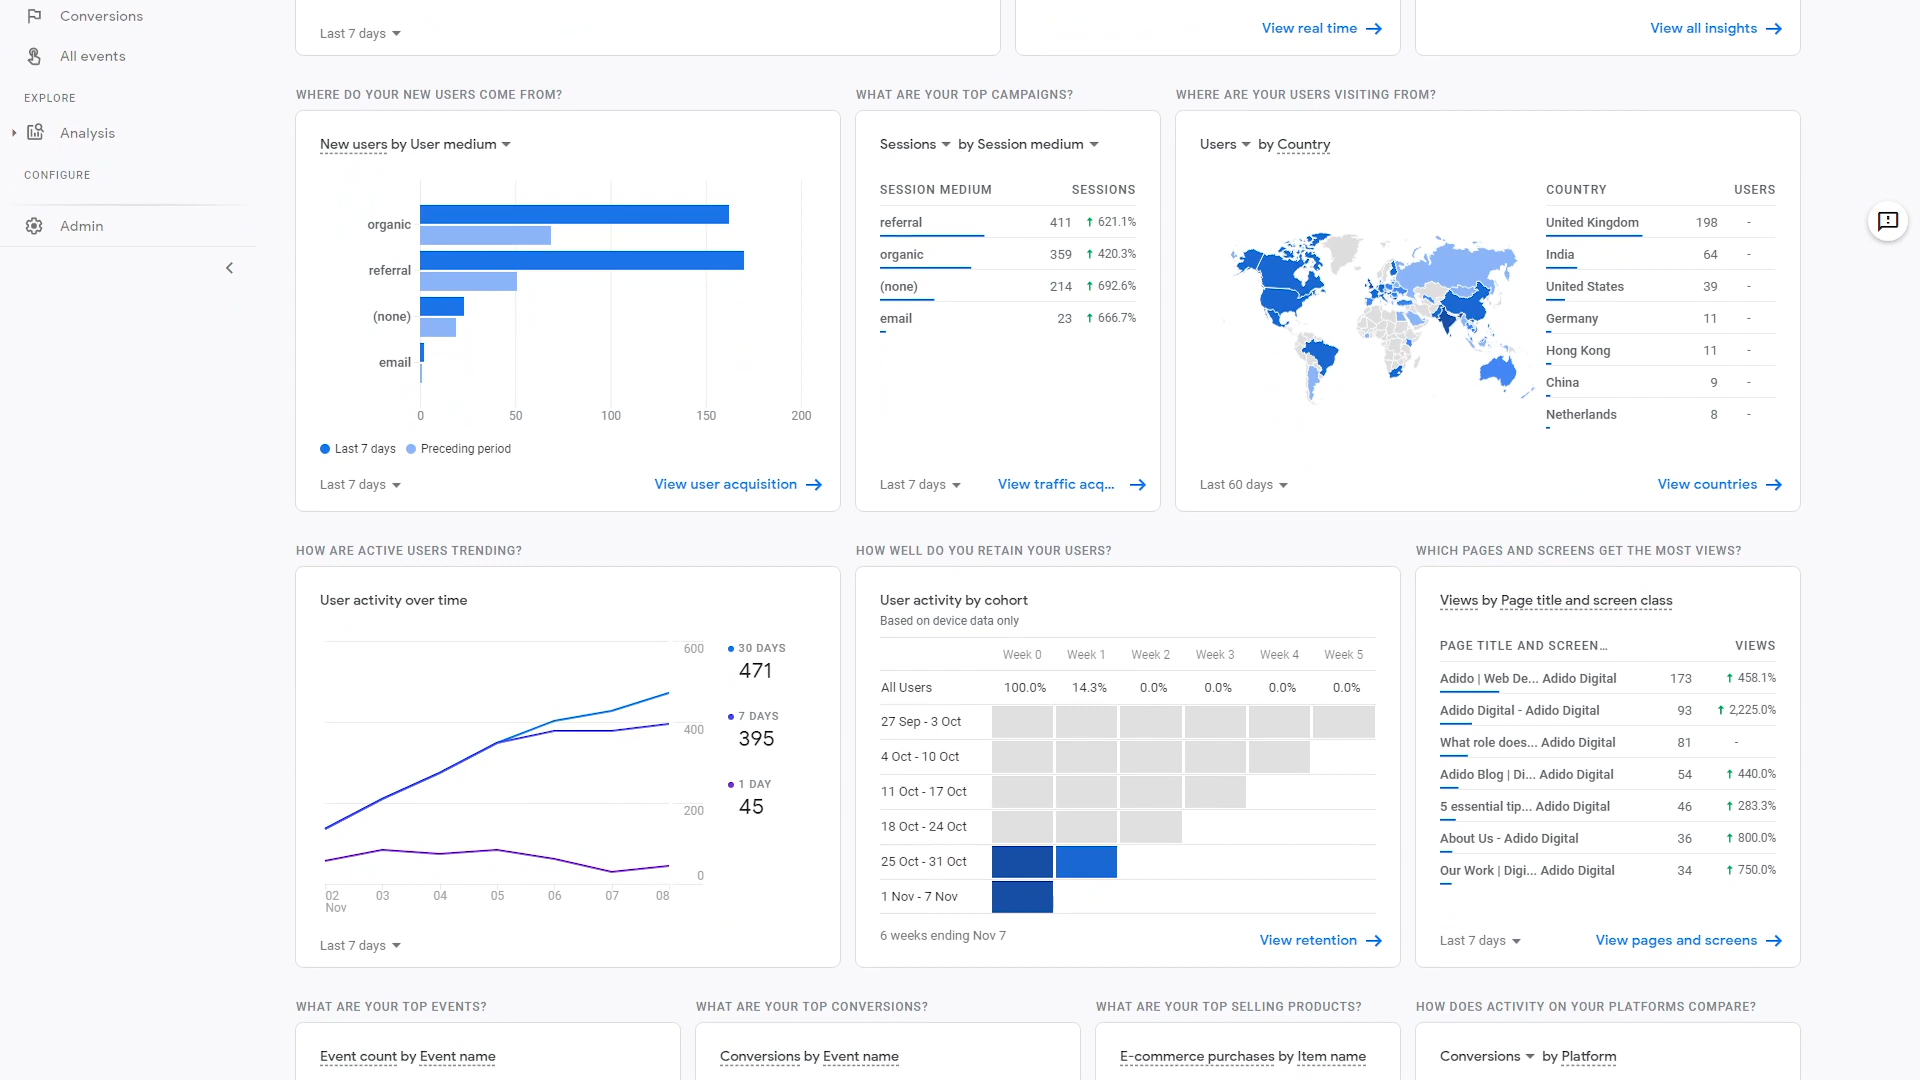 Conversions
All events
EXPLORE
Analysis
CONFIGURE
Admin
Last 7 days
View real time
View all insights
WHERE DO YOUR NEW USERS COME FROM?
New users by User medium
organic
referral
(none)
email
0 50 100 150 200
Last 7 days Preceding period
Last 7 days
View user acquisition
WHAT ARE YOUR TOP CAMPAIGNS?
Sessions by Session medium
SESSION MEDIUM SESSIONS
referral 411 ↑ 621.1%
organic 359 ↑ 420.3%
(none) 214 ↑ 692.6%
email 23 ↑ 666.7%
Last 7 days
View traffic acq...
WHERE ARE YOUR USERS VISITING FROM?
Users by Country
COUNTRY USERS
United Kingdom 198 -
India 64 -
United States 39 -
Germany 11 -
Hong Kong 11 -
China 9 -
Netherlands 8 -
Last 60 days
View countries
HOW ARE ACTIVE USERS TRENDING?
User activity over time
600
400
200
0
02 03 04 05 06 07 08
Nov
30 DAYS
471
7 DAYS
395
1 DAY
45
Last 7 days
HOW WELL DO YOU RETAIN YOUR USERS?
User activity by cohort
Based on device data only
Week 0 Week 1 Week 2 Week 3 Week 4 Week 5
All Users 100.0% 14.3% 0.0% 0.0% 0.0% 0.0%
27 Sep - 3 Oct
4 Oct - 10 Oct
11 Oct - 17 Oct
18 Oct - 24 Oct
25 Oct - 31 Oct
1 Nov - 7 Nov
6 weeks ending Nov 7
View retention
WHICH PAGES AND SCREENS GET THE MOST VIEWS?
Views by Page title and screen class
PAGE TITLE AND SCREEN... VIEWS
Adido | Web De... Adido Digital 173 ↑ 458.1%
Adido Digital - Adido Digital 93 ↑ 2,225.0%
What role does... Adido Digital 81 -
Adido Blog | Di... Adido Digital 54 ↑ 440.0%
5 essential tip... Adido Digital 46 ↑ 283.3%
About Us - Adido Digital 36 ↑ 800.0%
Our Work | Digi... Adido Digital 34 ↑ 750.0%
Last 7 days
View pages and screens
WHAT ARE YOUR TOP EVENTS?
Event count by Event name
WHAT ARE YOUR TOP CONVERSIONS?
Conversions by Event name
WHAT ARE YOUR TOP SELLING PRODUCTS?
E-commerce purchases by Item name
HOW DOES ACTIVITY ON YOUR PLATFORMS COMPARE?
Conversions by Platform